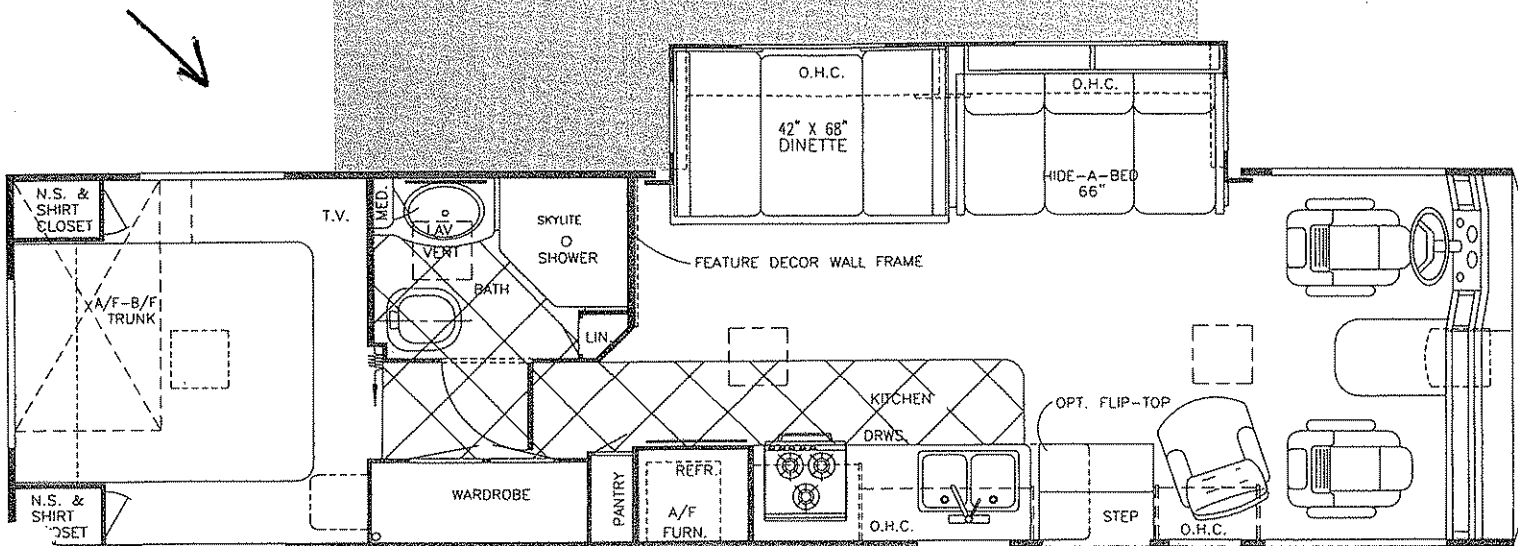 O.H.C.
O.H.C.
42" X 68"
DINETTE
HIDE-A-BED
66"
N.S. &
SHIRT
CLOSET
T.V.
MED.
LAV
VENT
SKYLITE
SHOWER
BATH
FEATURE DECOR WALL FRAME
A/F-B/F
TRUNK
LIN.
KITCHEN
DRWS.
OPT. FLIP-TOP
N.S. &
SHIRT
WARDROBE
PANTRY
REFR.
A/F
FURN.
O.H.C.
STEP
O.H.C.